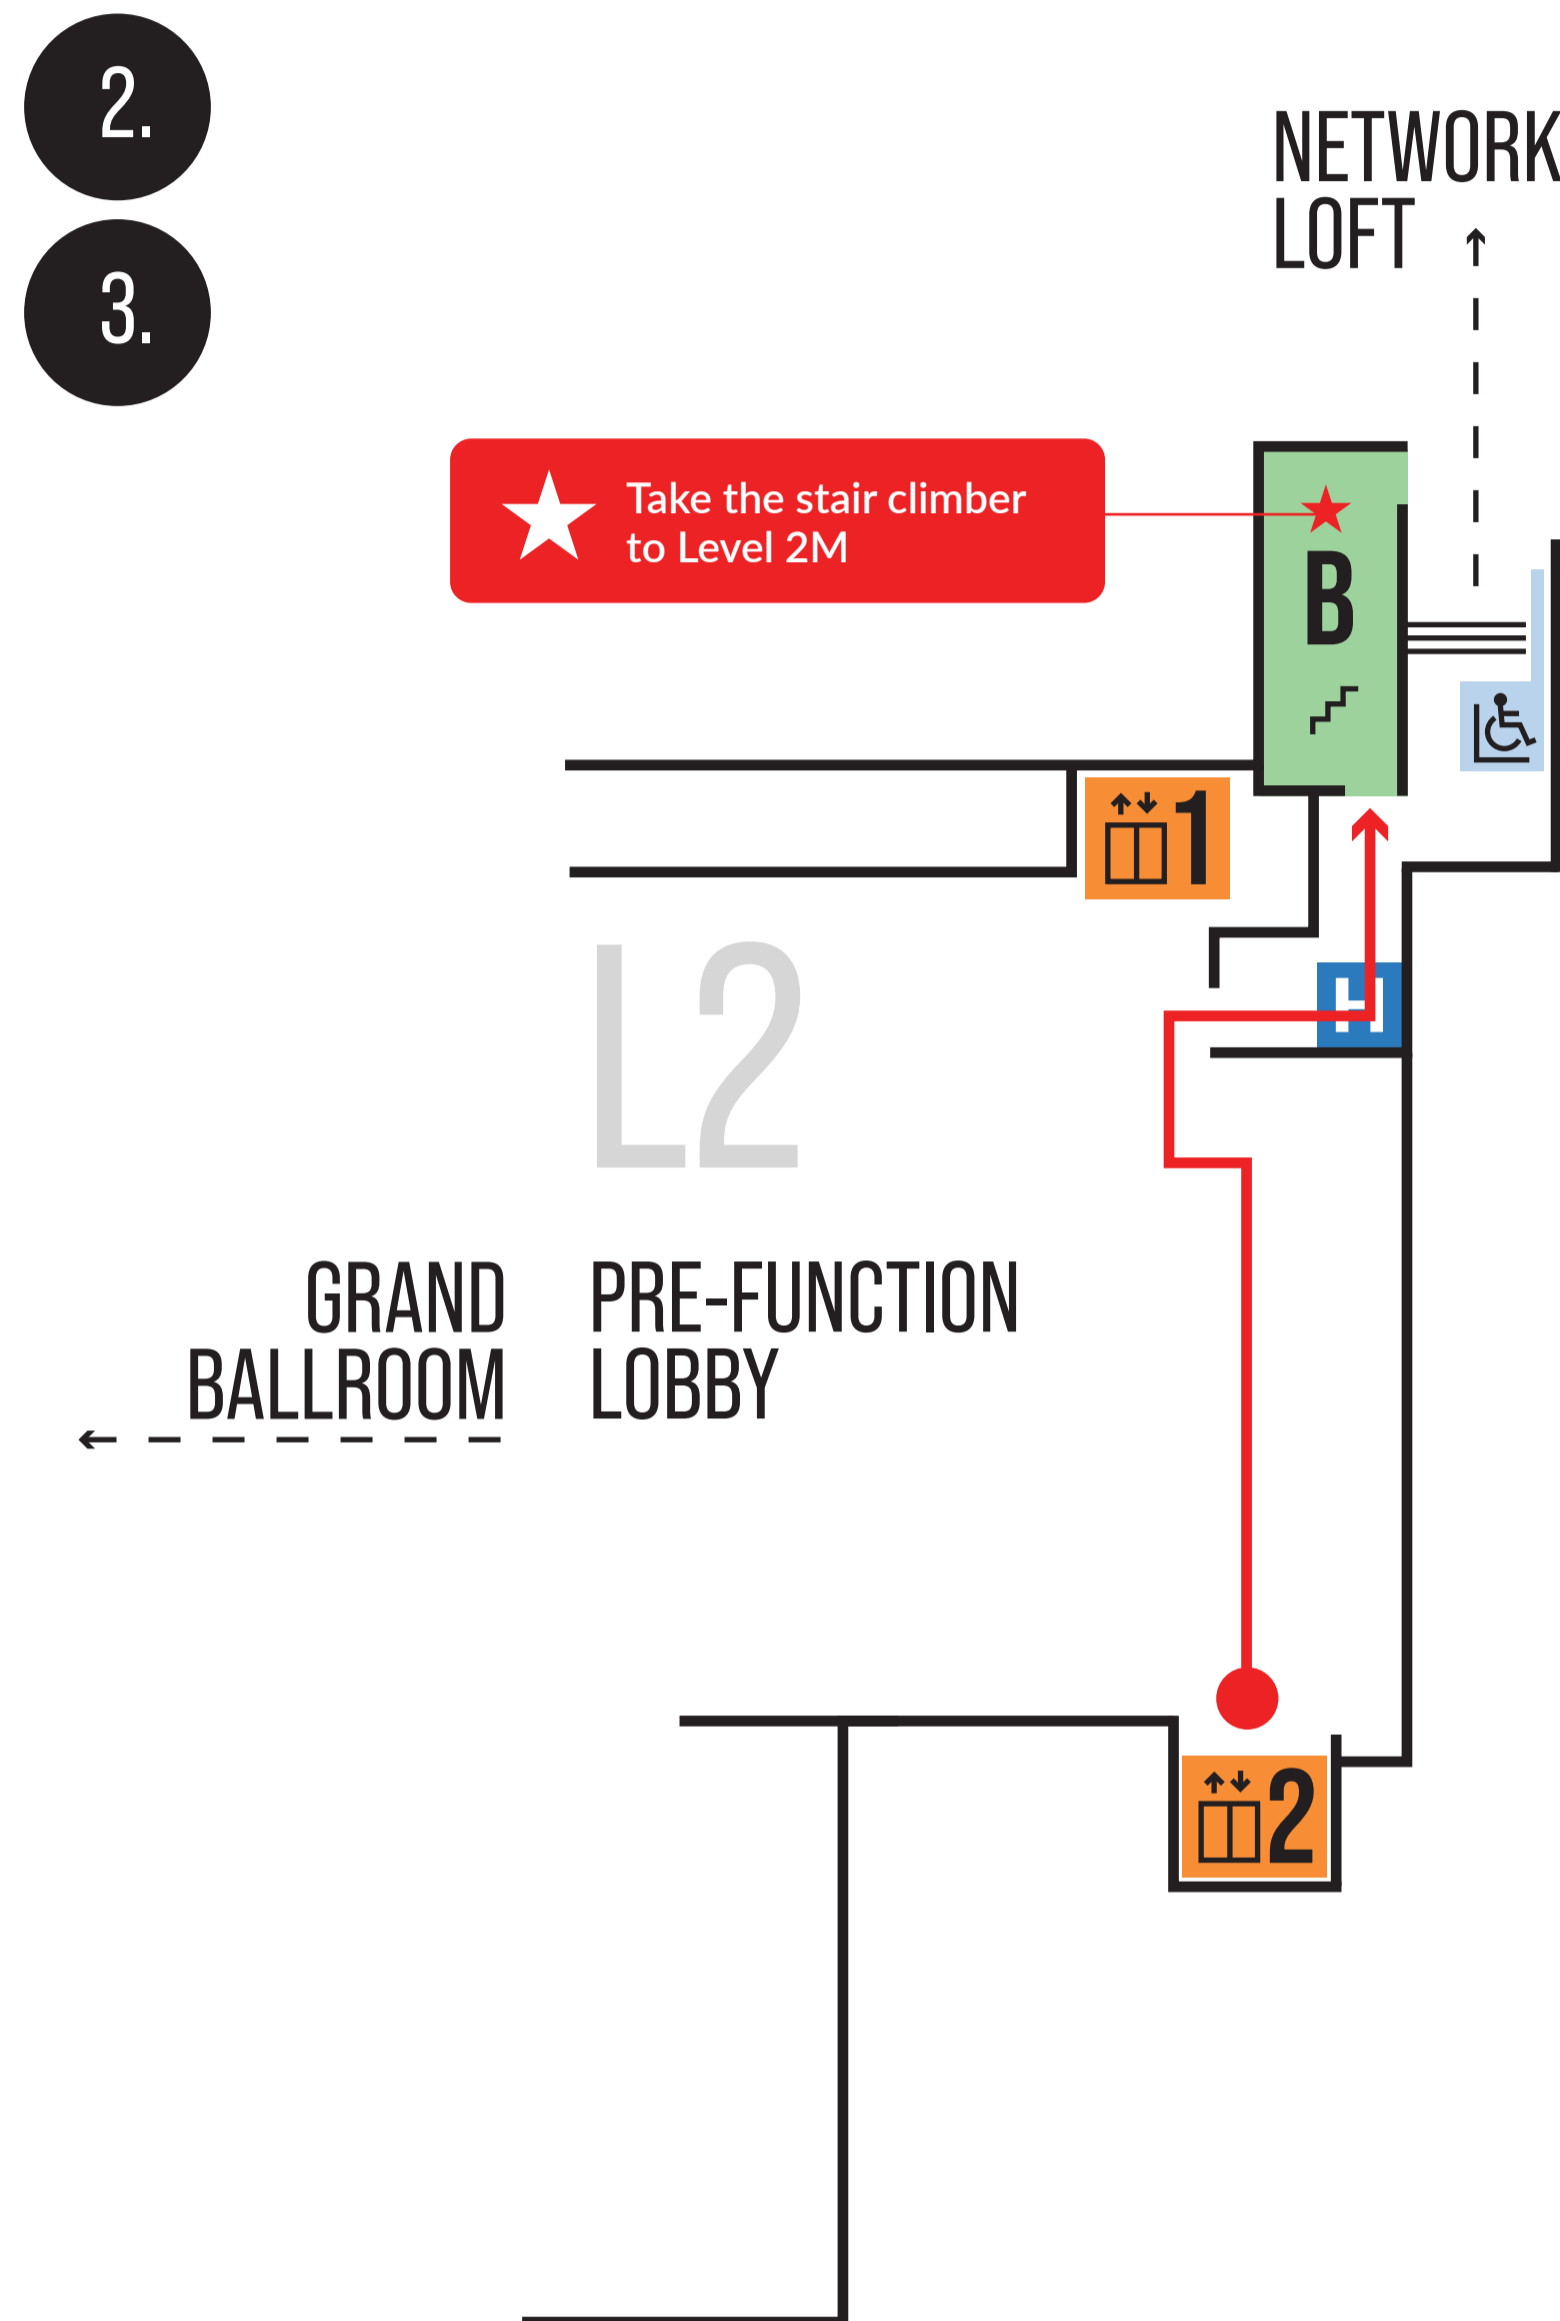 2.
3.
NETWORK
LOFT
Take the stair climber
to Level 2M
B
1
H
L2
GRAND
BALLROOM
PRE-FUNCTION
LOBBY
2